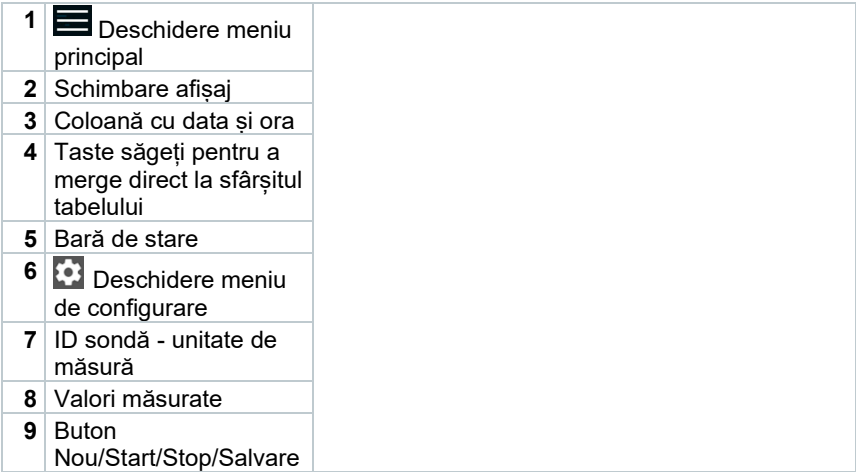 1 Deschidere meniu
principal
2 Schimbare afișaj
3 Coloană cu data și ora
4 Taste săgeți pentru a
merge direct la sfârșitul
tabelului
5 Bară de stare
6 Deschidere meniu
de configurare
7 ID sondă - unitate de
măsură
8 Valori măsurate
9 Buton
Nou/Start/Stop/Salvare